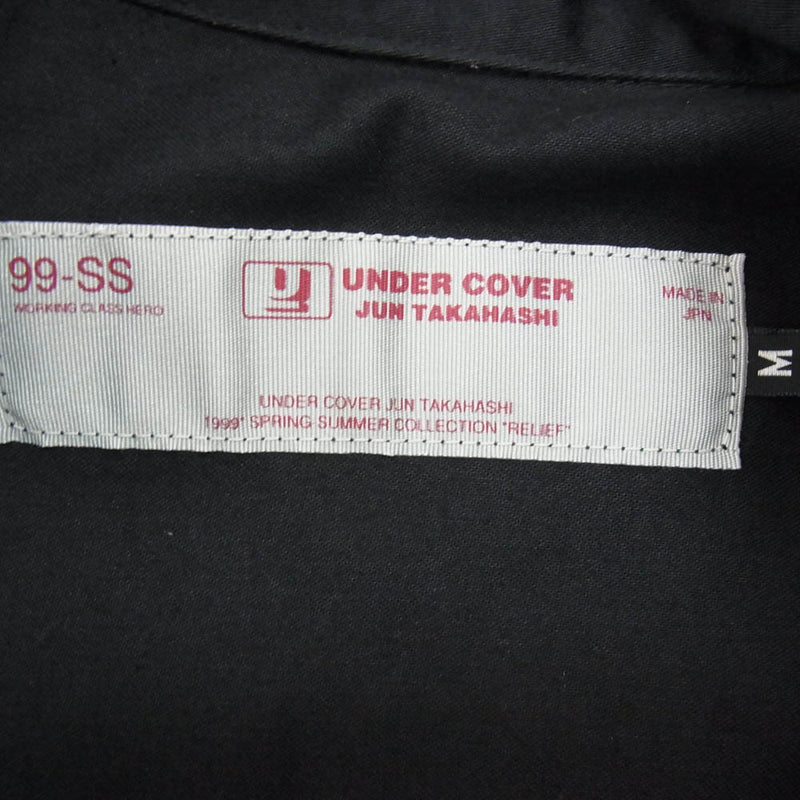 99-SS
WORKING CLASS HERO
U
UNDER COVER
JUN TAKAHASHI
MADE IN
JPN
M
UNDER COVER JUN TAKAHASHI
1999' SPRING SUMMER COLLECTION "RELIEF"